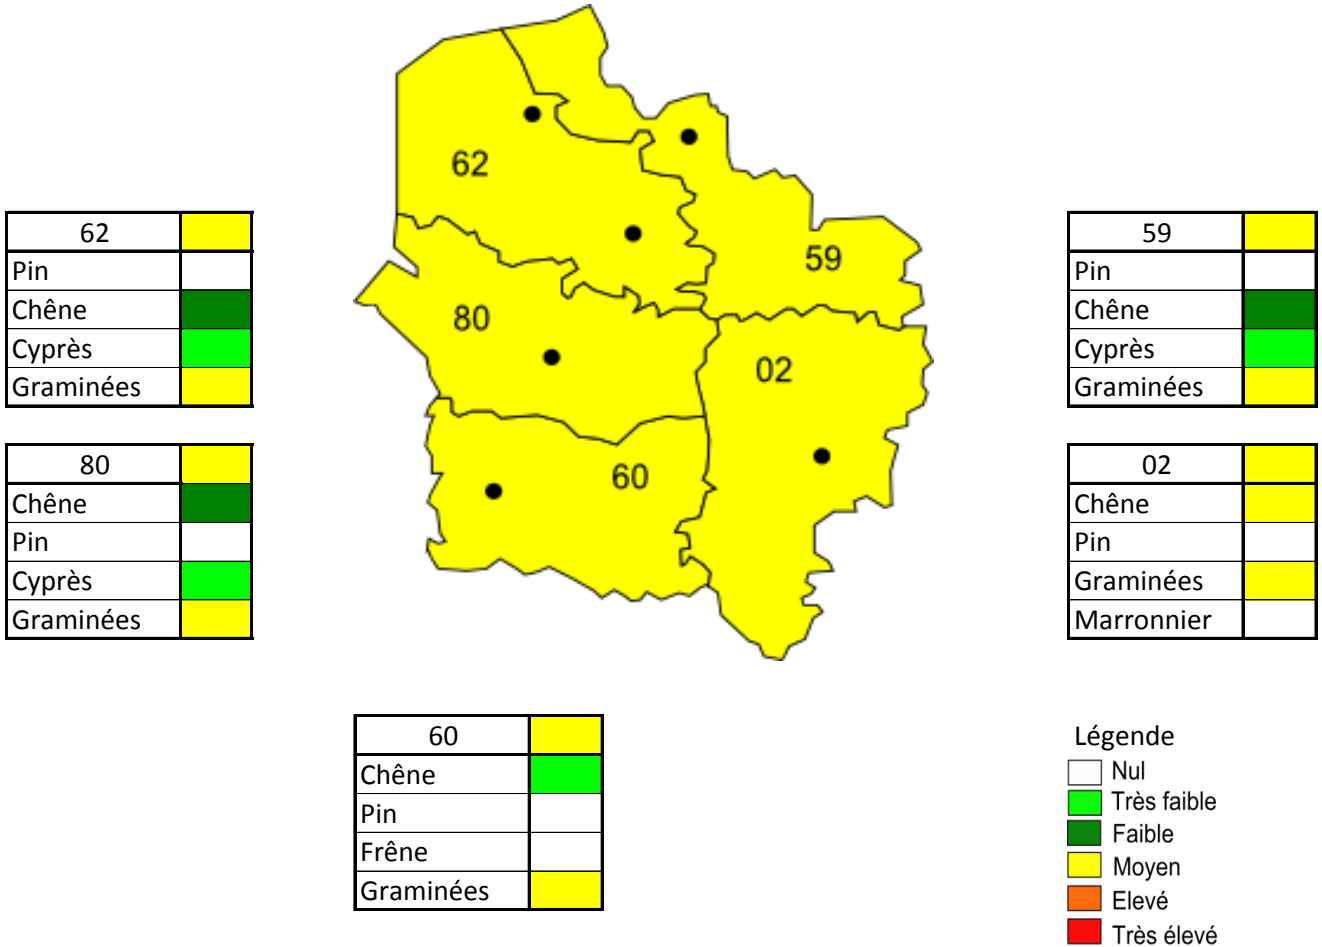 62
59
80
02
60
62
Pin
Chêne
Cyprès
Graminées
59
Pin
Chêne
Cyprès
Graminées
80
Chêne
Pin
Cyprès
Graminées
02
Chêne
Pin
Graminées
Marronnier
60
Chêne
Pin
Frêne
Graminées
Légende
Nul
Très faible
Faible
Moyen
Elevé
Très élevé